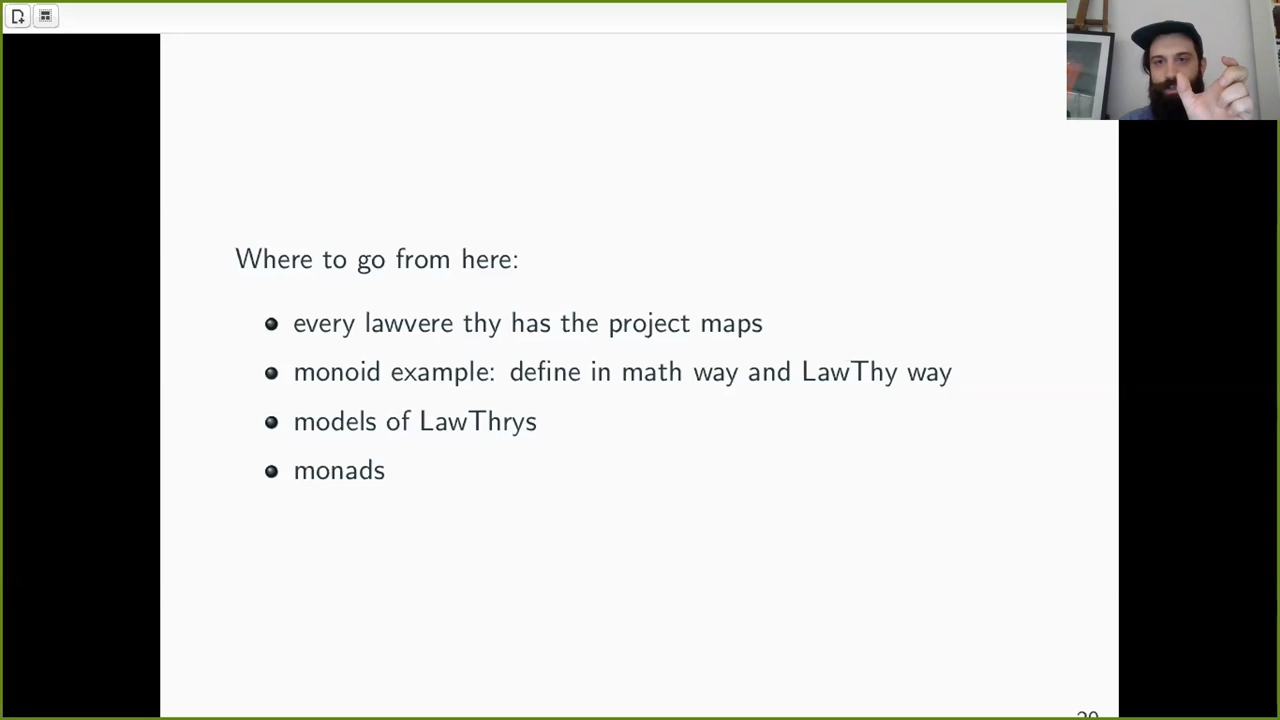 Where to go from here:
every lawvere thy has the project maps
monoid example: define in math way and LawThy way
models of LawThrys
monads